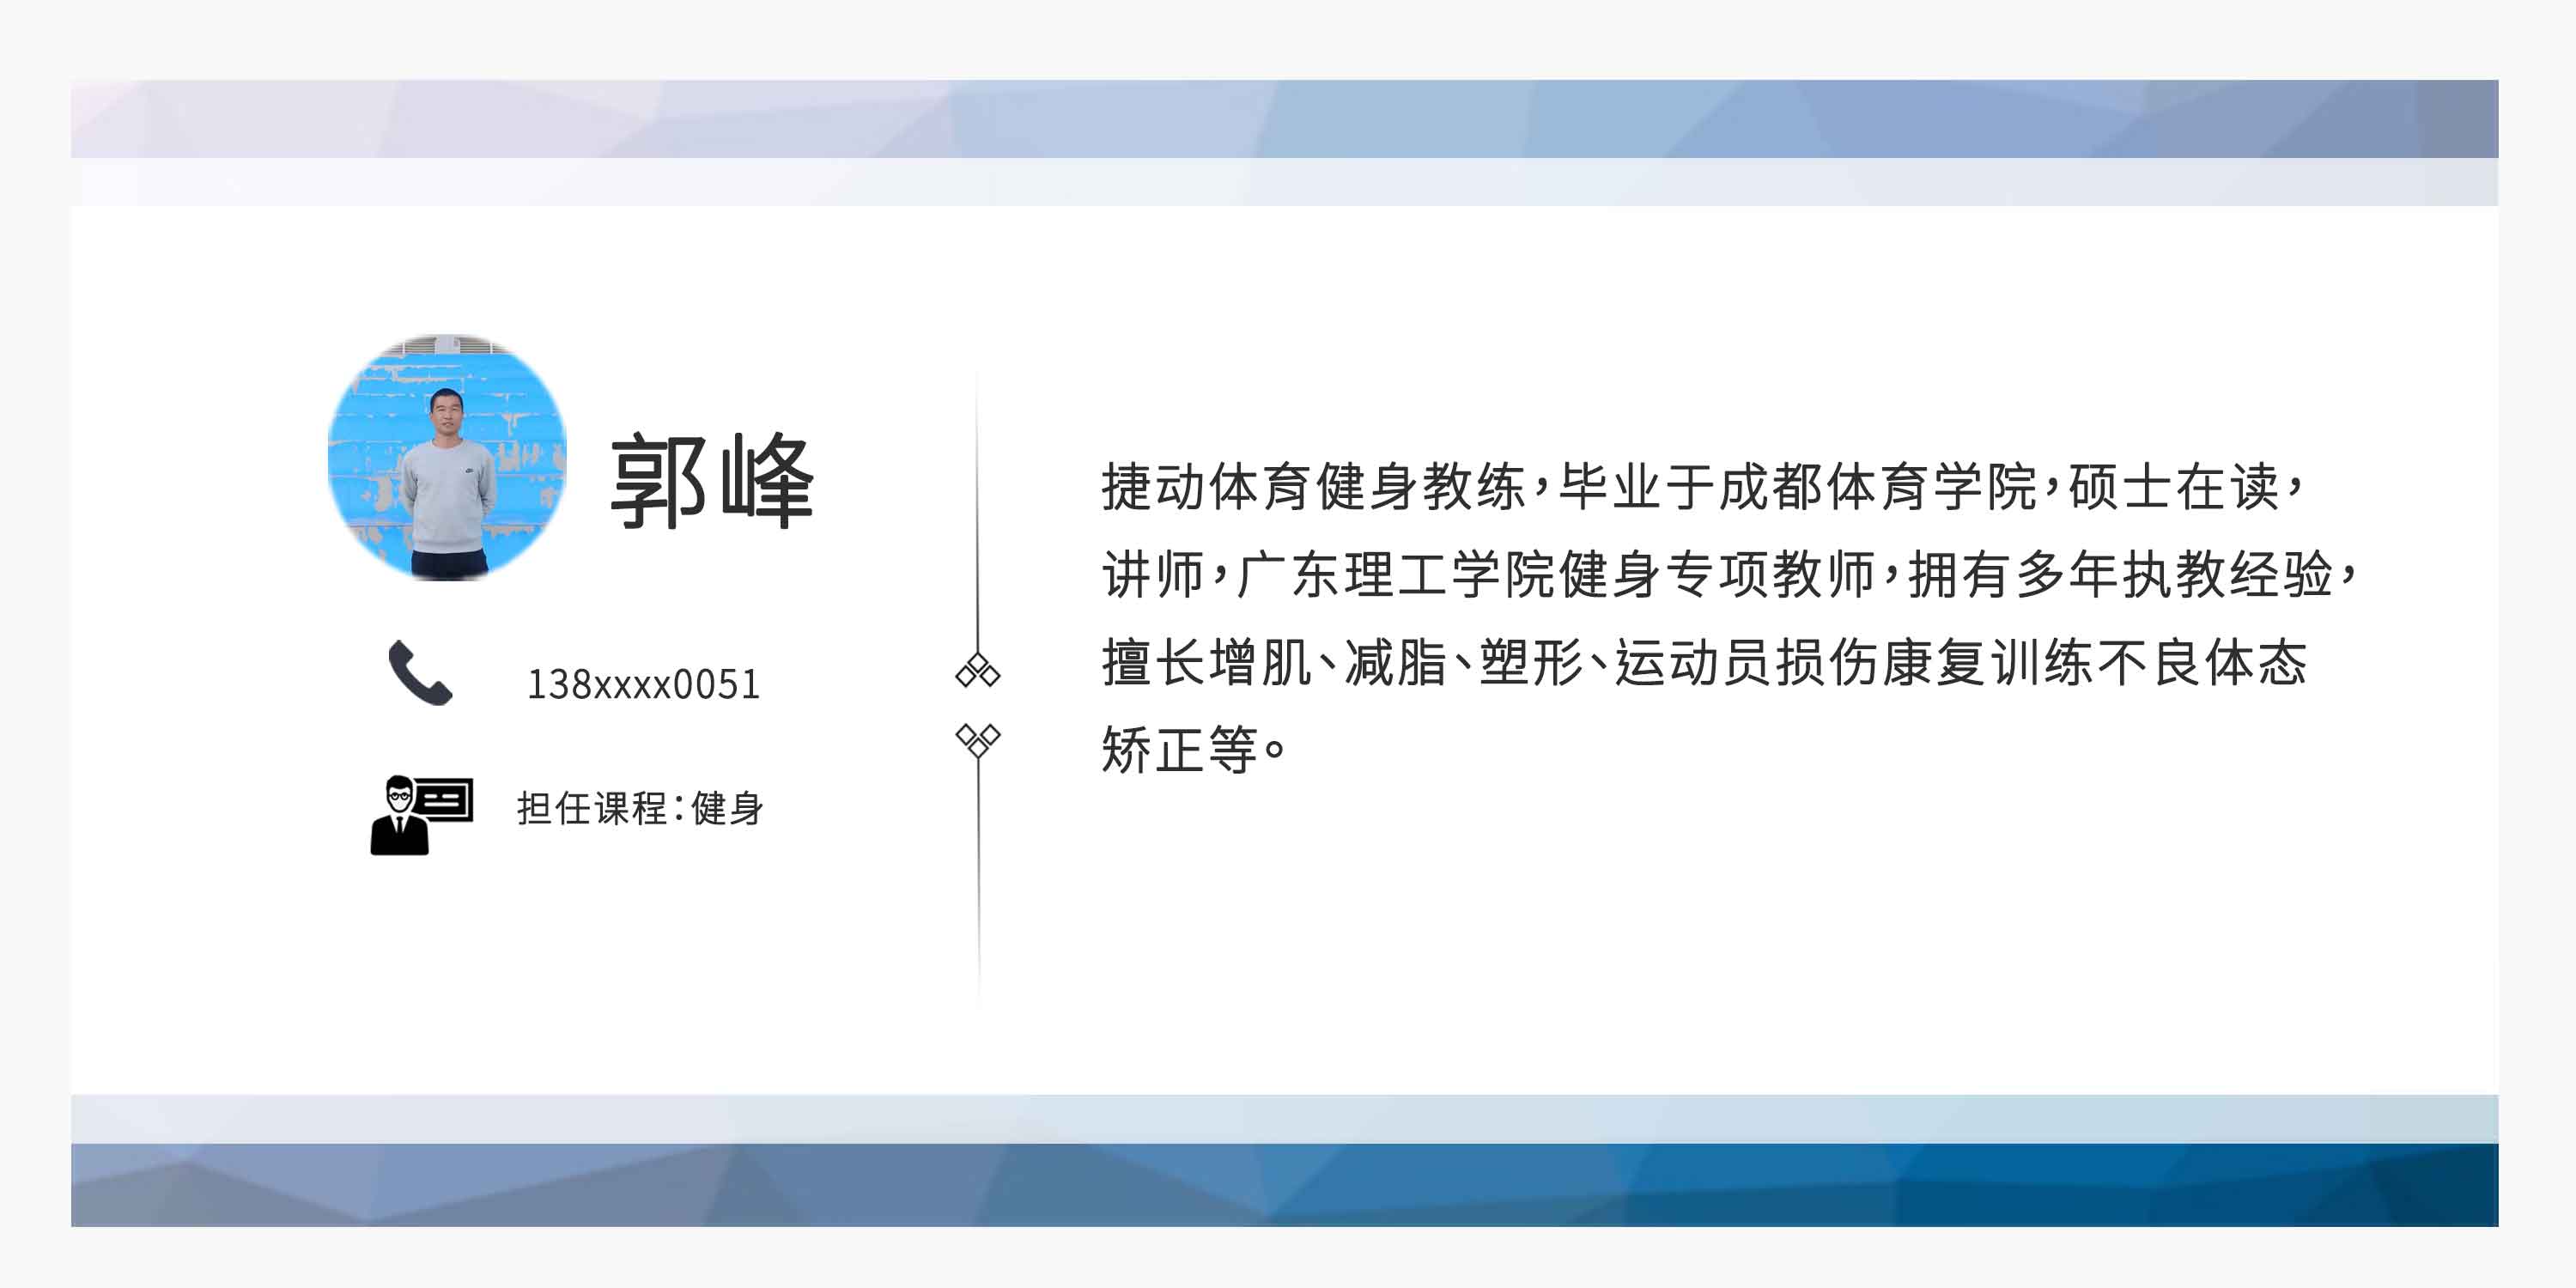 郭峰
138xxxx0051
担任课程：健身
捷动体育健身教练，毕业于成都体育学院，硕士在读，
讲师，广东理工学院健身专项教师，拥有多年执教经验，
擅长增肌、减脂、塑形、运动员损伤康复训练不良体态
矫正等。